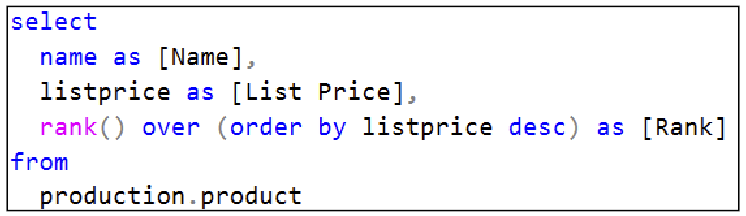 select
  name as [Name],
  listprice as [List Price],
  rank() over (order by listprice desc) as [Rank]
from
  production.product